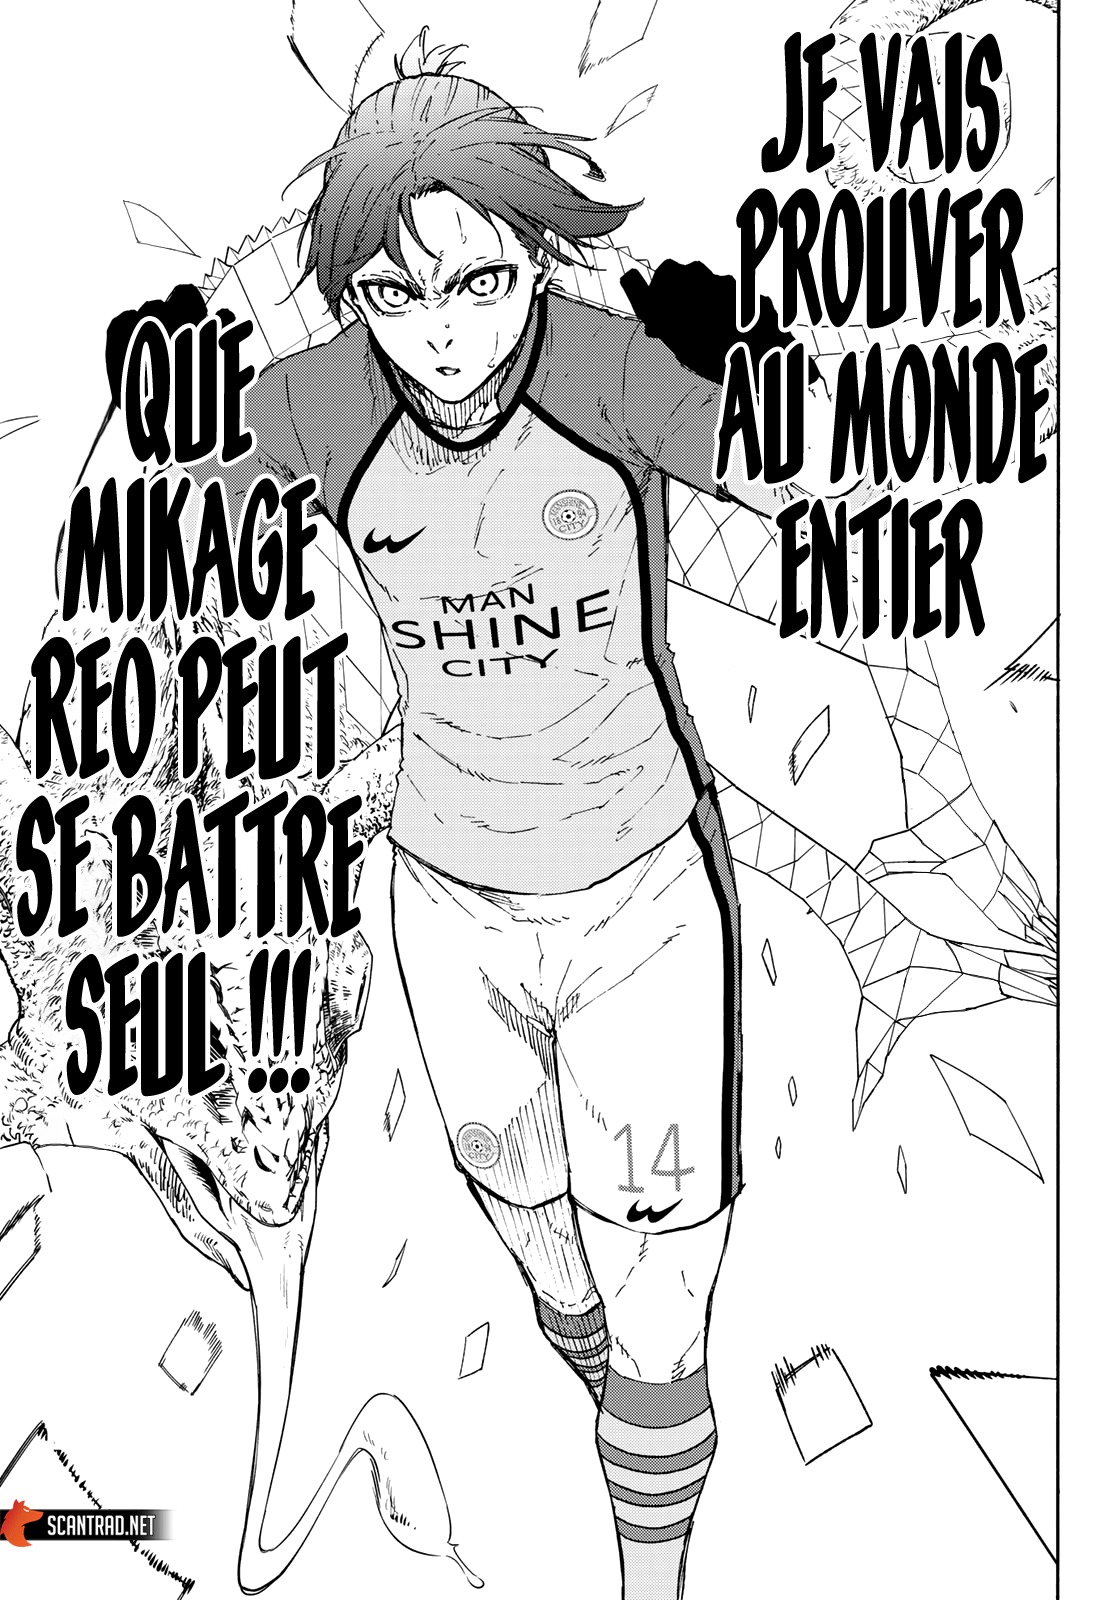 JE VAIS
PROUVER
AU MONDE
ENTIER
QUE
MIKAGE
REO PEUT
SE BATTRE
SEUL !!!
MAN
SHINE
CITY
14
SCANTRAD.NET